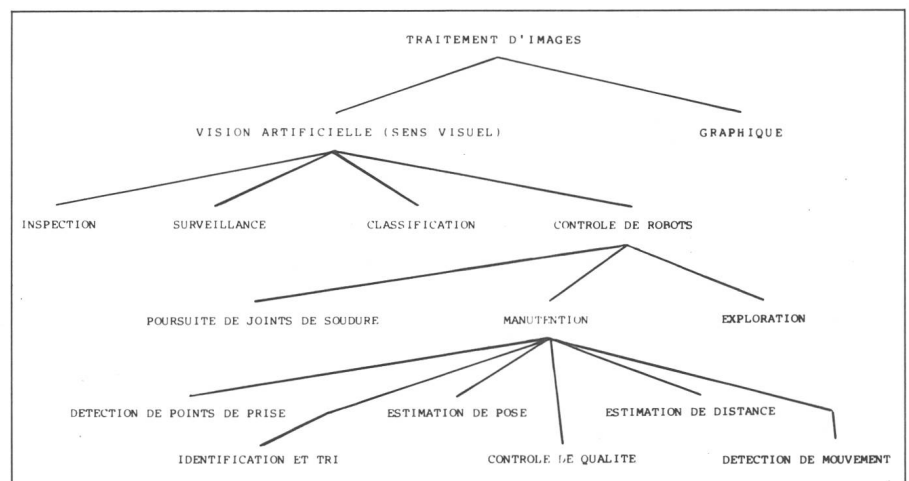 TRAITEMENT D'IMAGES
VISION ARTIFICIELLE (SENS VISUEL)
GRAPHIQUE
INSPECTION
SURVEILLANCE
CLASSIFICATION
CONTROLE DE ROBOTS
POURSUITE DE JOINTS DE SOUDURE
MANUTENTION
EXPLORATION
DETECTION DE POINTS DE PRISE
ESTIMATION DE POSE
ESTIMATION DE DISTANCE
IDENTIFICATION ET TRI
CONTROLE DE QUALITE
DETECTION DE MOUVEMENT